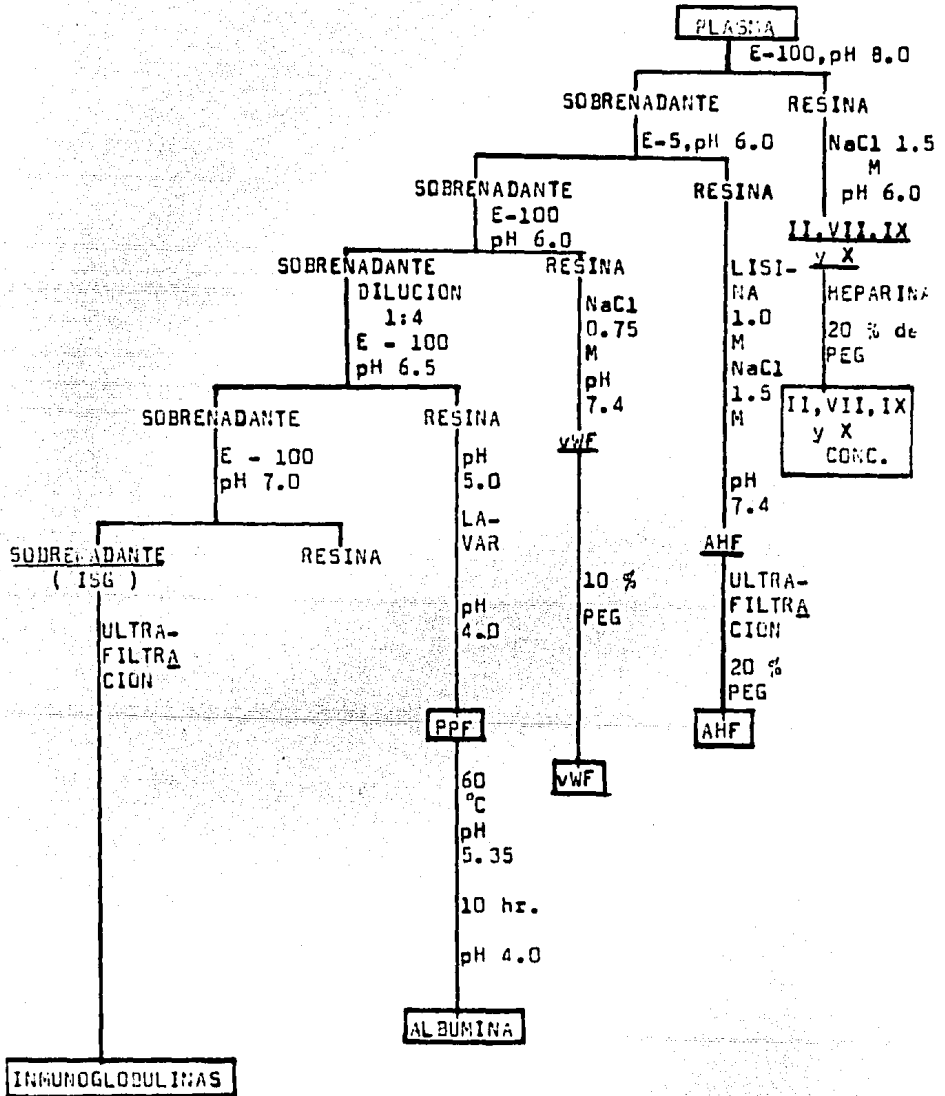 PLASMA
E-100,pH 8.0
SOBRENADANTE RESINA
E-5,pH 6.0
NaCl 1.5
M
pH 6.0
SOBRENADANTE RESINA
E-100
pH 6.0
II,VII,IX
y X
SOBRENADANTE RESINA
DILUCION
1:4
E - 100
pH 6.5
NaCl
0.75
M
pH
7.4
vWF
LISI-
NA
1.0
M
NaCl
1.5
M
pH
7.4
AHF
HEPARINA
20 % de
PEG
II,VII,IX
y X
CONC.
SOBRENADANTE RESINA
E - 100
pH 7.0
pH
5.0
LA-
VAR
pH
4.0
SOBRENADANTE RESINA
( ISG )
ULTRA-
FILTRA
CION
10 %
PEG
ULTRA-
FILTRA
CION
20 %
PEG
PPF
AHF
vWF
60
°C
pH
5.35
10 hr.
pH 4.0
ALBUMINA
INMUNOGLOBULINAS